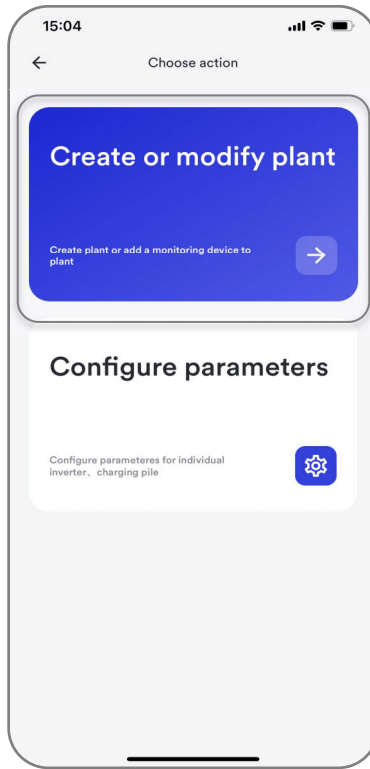 15:04
Choose action
Create or modify plant
Create plant or add a monitoring device to
plant
Configure parameters
Configure parameteres for individual
inverter、charging pile